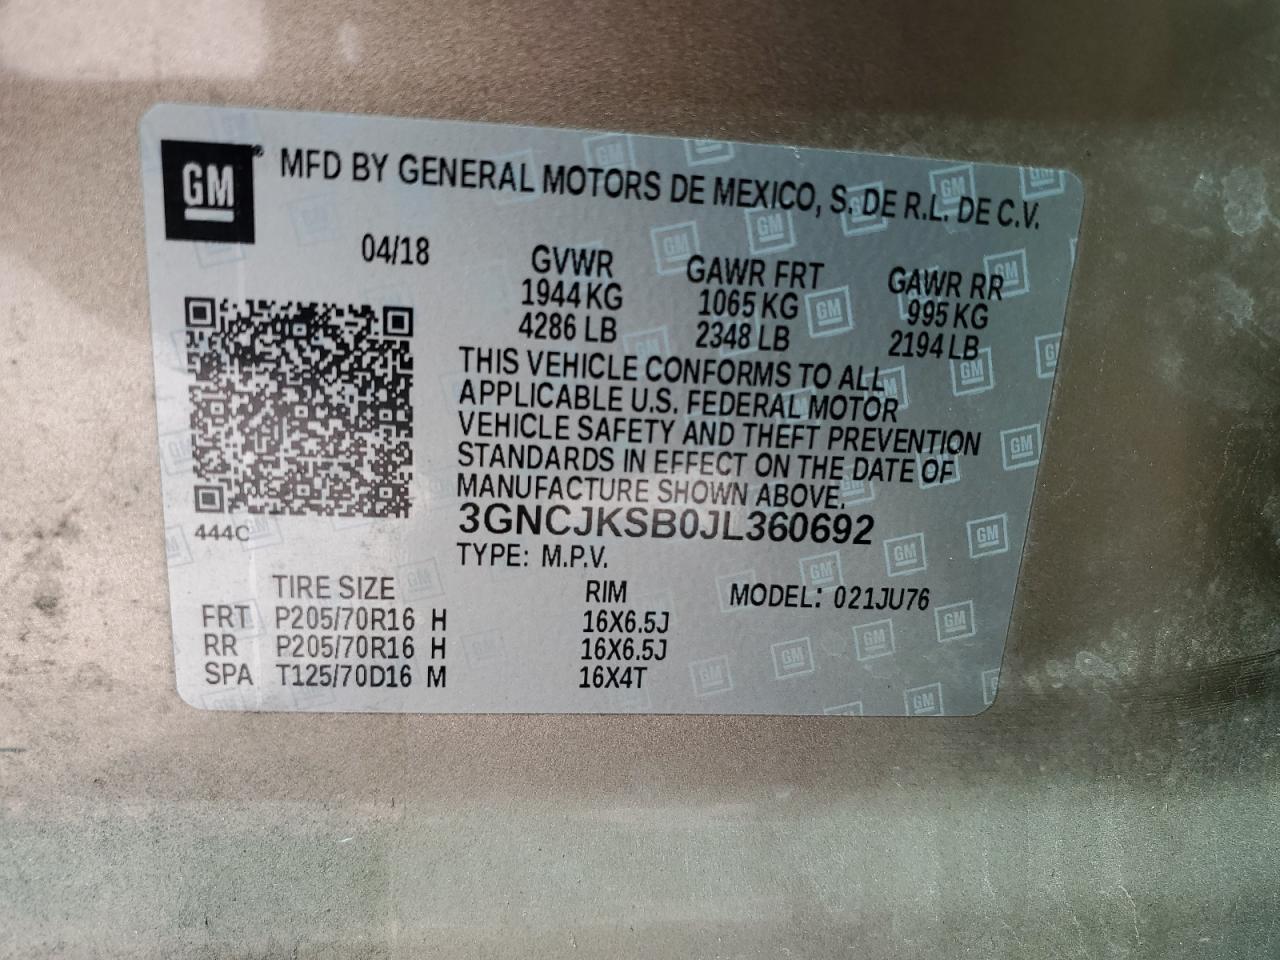 GM® MFD BY GENERAL MOTORS DE MEXICO, S. DE R.L. DE C.V.
04/18 GVWR GAWR FRT GAWR RR
1944 KG 1065 KG 995 KG
4286 LB 2348 LB 2194 LB
THIS VEHICLE CONFORMS TO ALL
APPLICABLE U.S. FEDERAL MOTOR
VEHICLE SAFETY AND THEFT PREVENTION
STANDARDS IN EFFECT ON THE DATE OF
MANUFACTURE SHOWN ABOVE.
3GNCJKSB0JL360692
444C
TYPE: M.P.V.
TIRE SIZE RIM MODEL: 021JU76
FRT P205/70R16 H 16X6.5J
RR P205/70R16 H 16X6.5J
SPA T125/70D16 M 16X4T